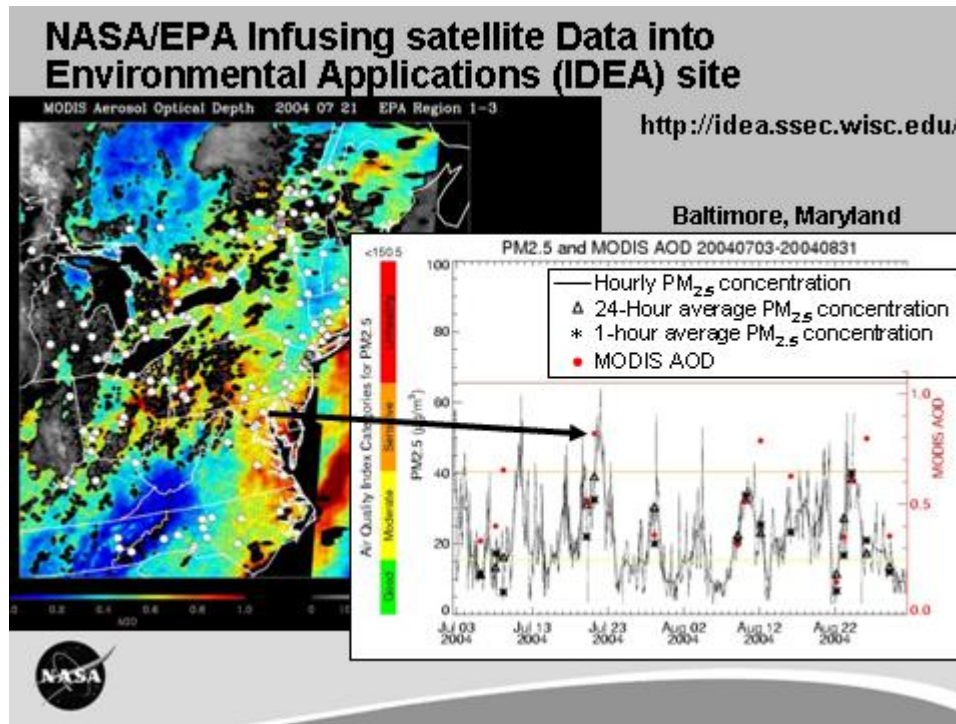 NASA/EPA Infusing satellite Data into
Environmental Applications (IDEA) site
MODIS Aerosol Optical Depth 2004 07 21 EPA Region 1-3
http://idea.ssec.wisc.edu/
Baltimore, Maryland
PM2.5 and MODIS AOD 20040703-20040831
<150.5
Air Quality Index Categories for PM2.5
Good
Moderate
Sensitive
PM2.5 (μg/m³)
100
60
40
20
0
Hourly PM2.5 concentration
24-Hour average PM2.5 concentration
1-hour average PM2.5 concentration
MODIS AOD
1.0
0.5
0.0
MODIS AOD
Jul 03 Jul 13 Jul 23 Aug 02 Aug 12 Aug 22
2004 2004 2004 2004 2004 2004
0.2 0.4 0.6 0.8 1.0 0
AOD
NASA